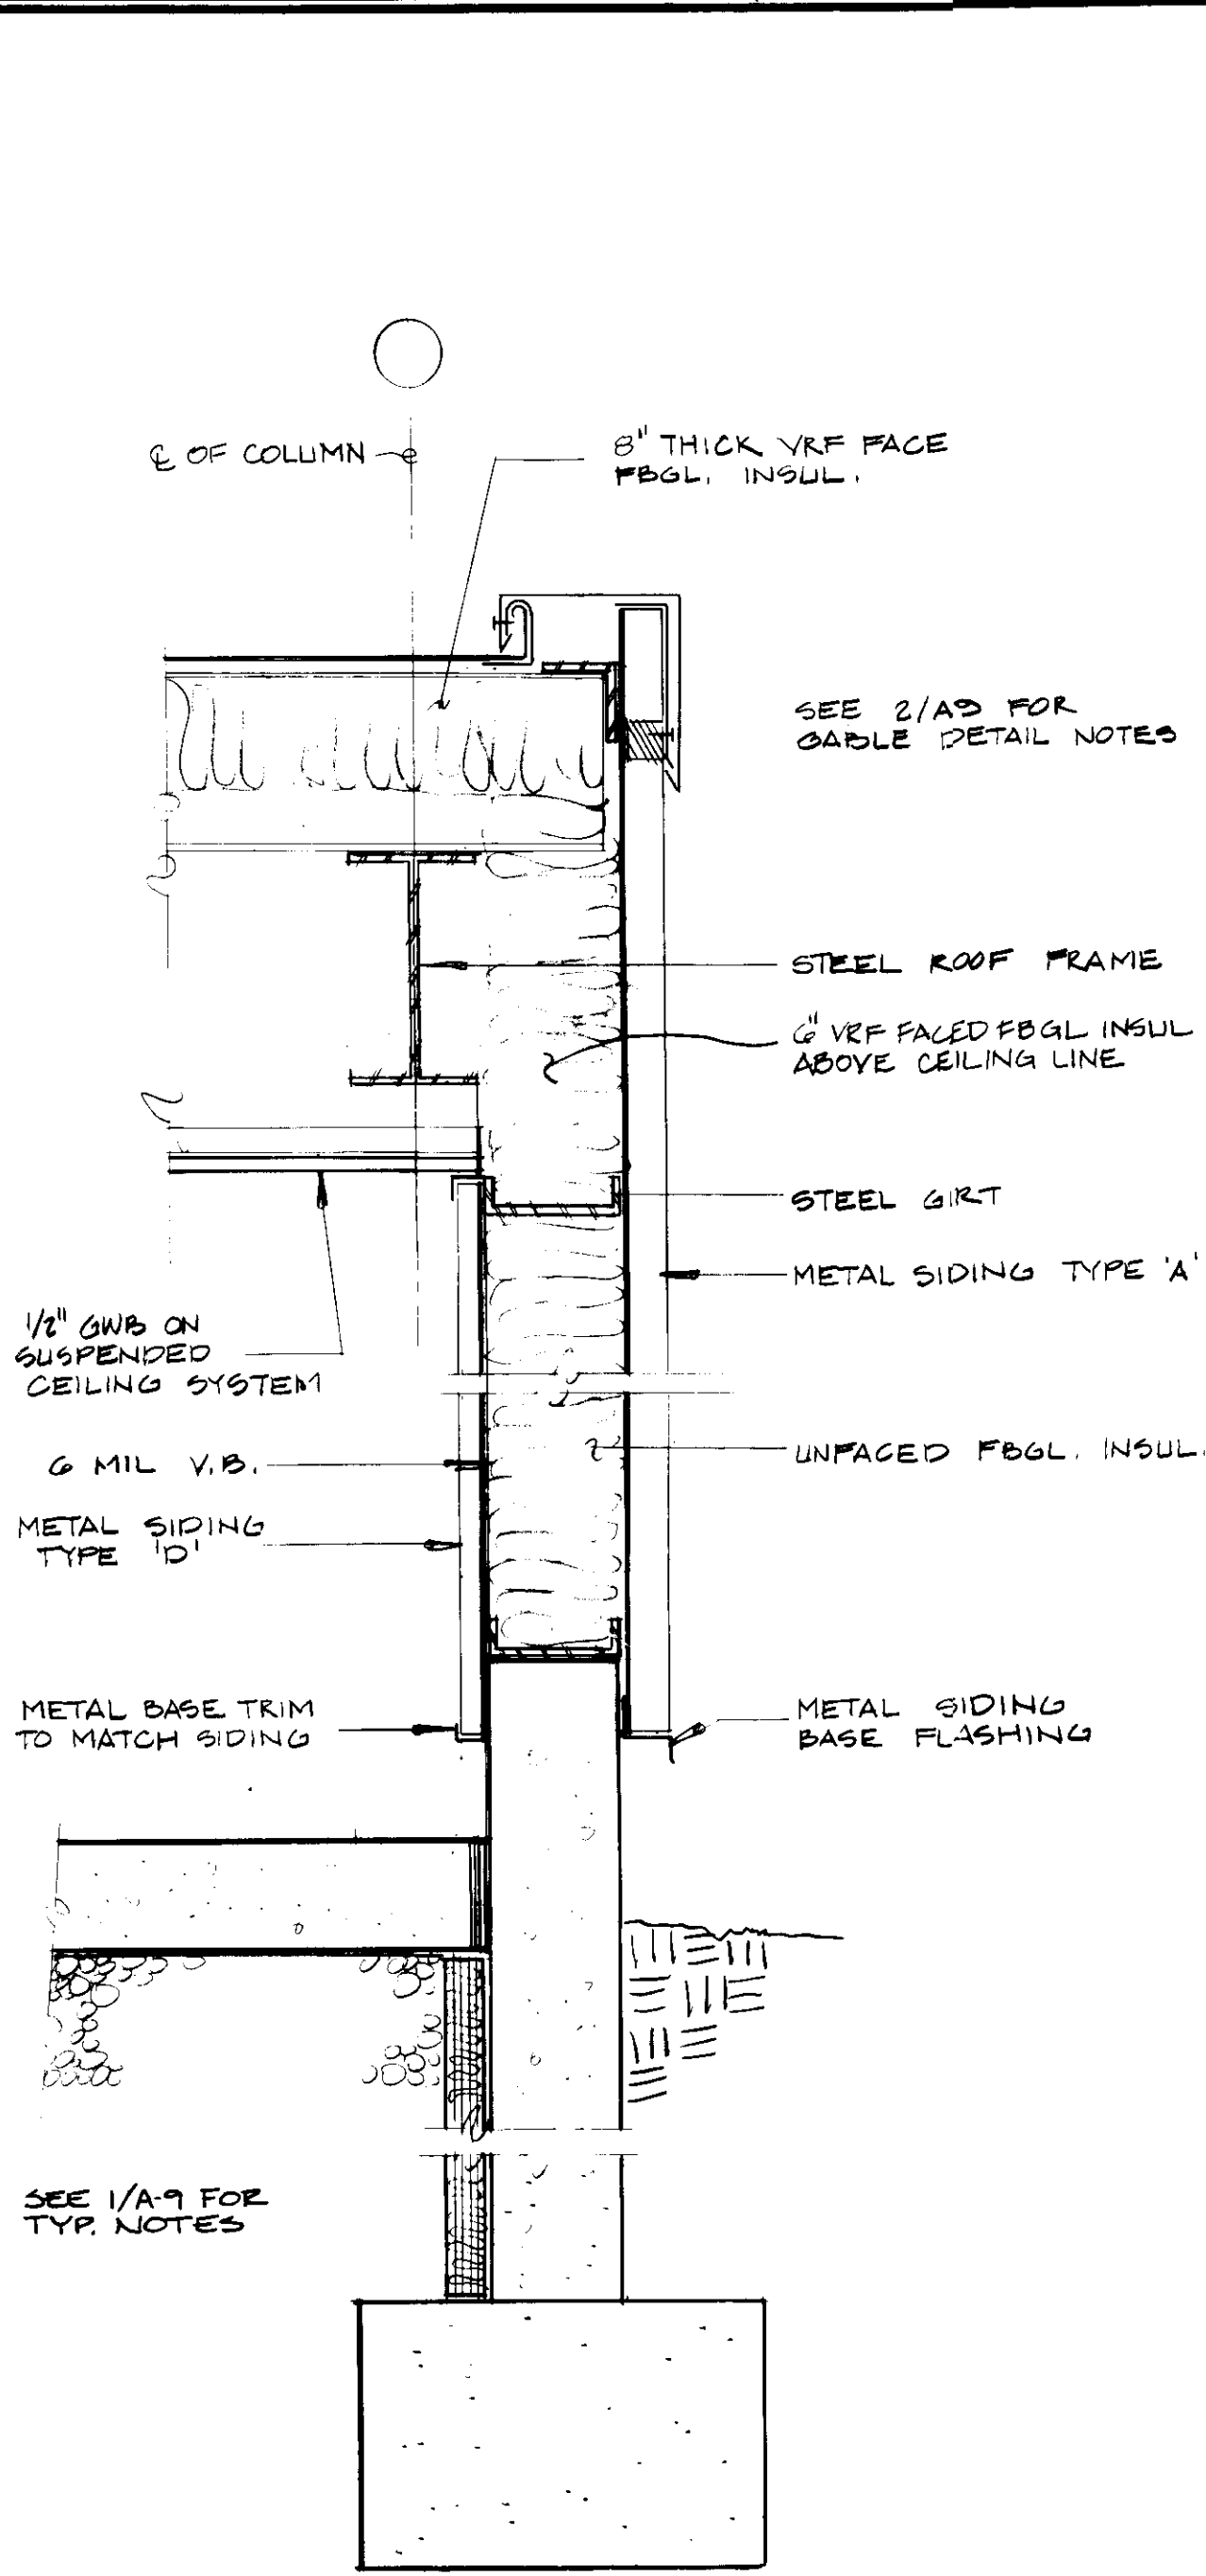 ℄ OF COLUMN
8" THICK VRF FACE
FBGL. INSUL.
SEE 2/A9 FOR
GABLE DETAIL NOTES
STEEL ROOF FRAME
6" VRF FACED FBGL INSUL
ABOVE CEILING LINE
STEEL GIRT
METAL SIDING TYPE 'A'
1/2" GWB ON
SUSPENDED
CEILING SYSTEM
UNFACED FBGL. INSUL.
6 MIL V.B.
METAL SIDING
TYPE 'D'
METAL BASE TRIM
TO MATCH SIDING
METAL SIDING
BASE FLASHING
SEE 1/A-9 FOR
TYP. NOTES